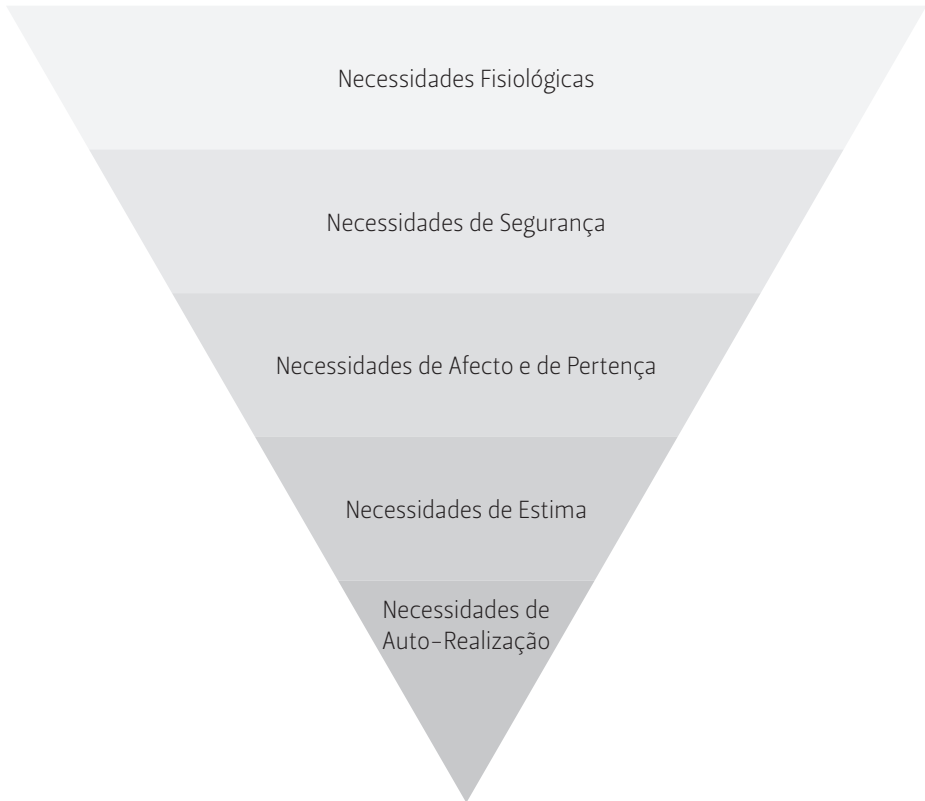 Necessidades Fisiológicas
Necessidades de Segurança
Necessidades de Afecto e de Pertença
Necessidades de Estima
Necessidades de
Auto-Realização